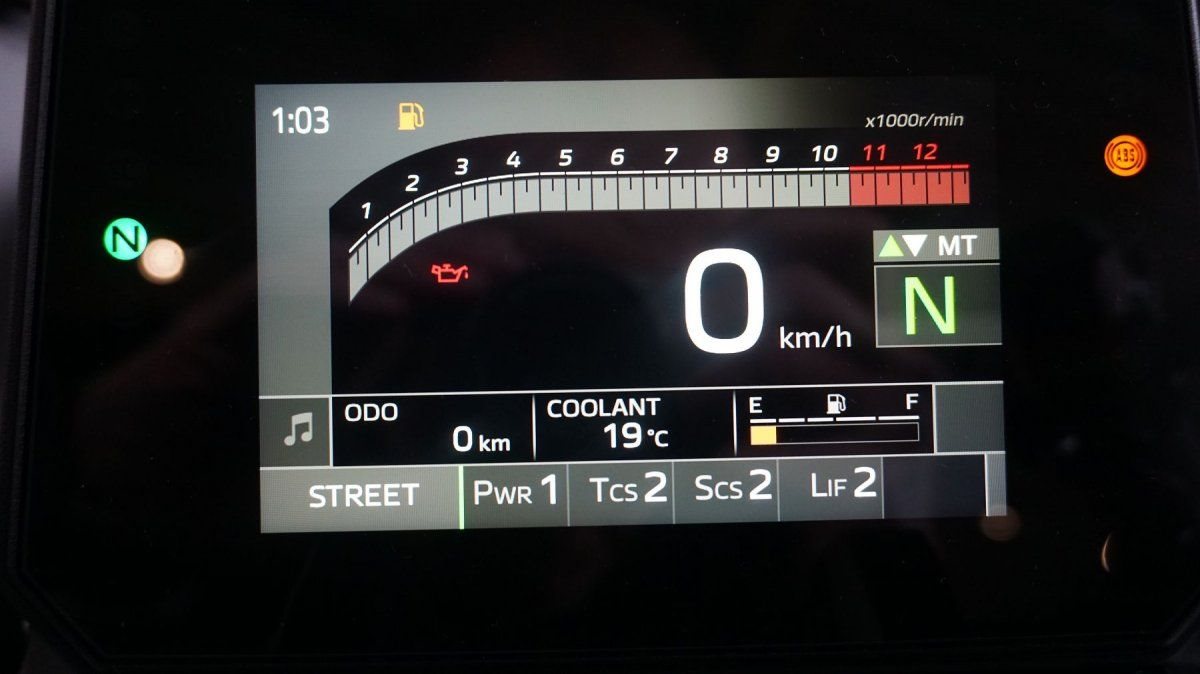 1:03
x1000r/min
1 2 3 4 5 6 7 8 9 10 11 12
ABS
N
MT
0 km/h
N
ODO
0 km
COOLANT
19 °C
E F
STREET PWR 1 TCS 2 SCS 2 LIF 2